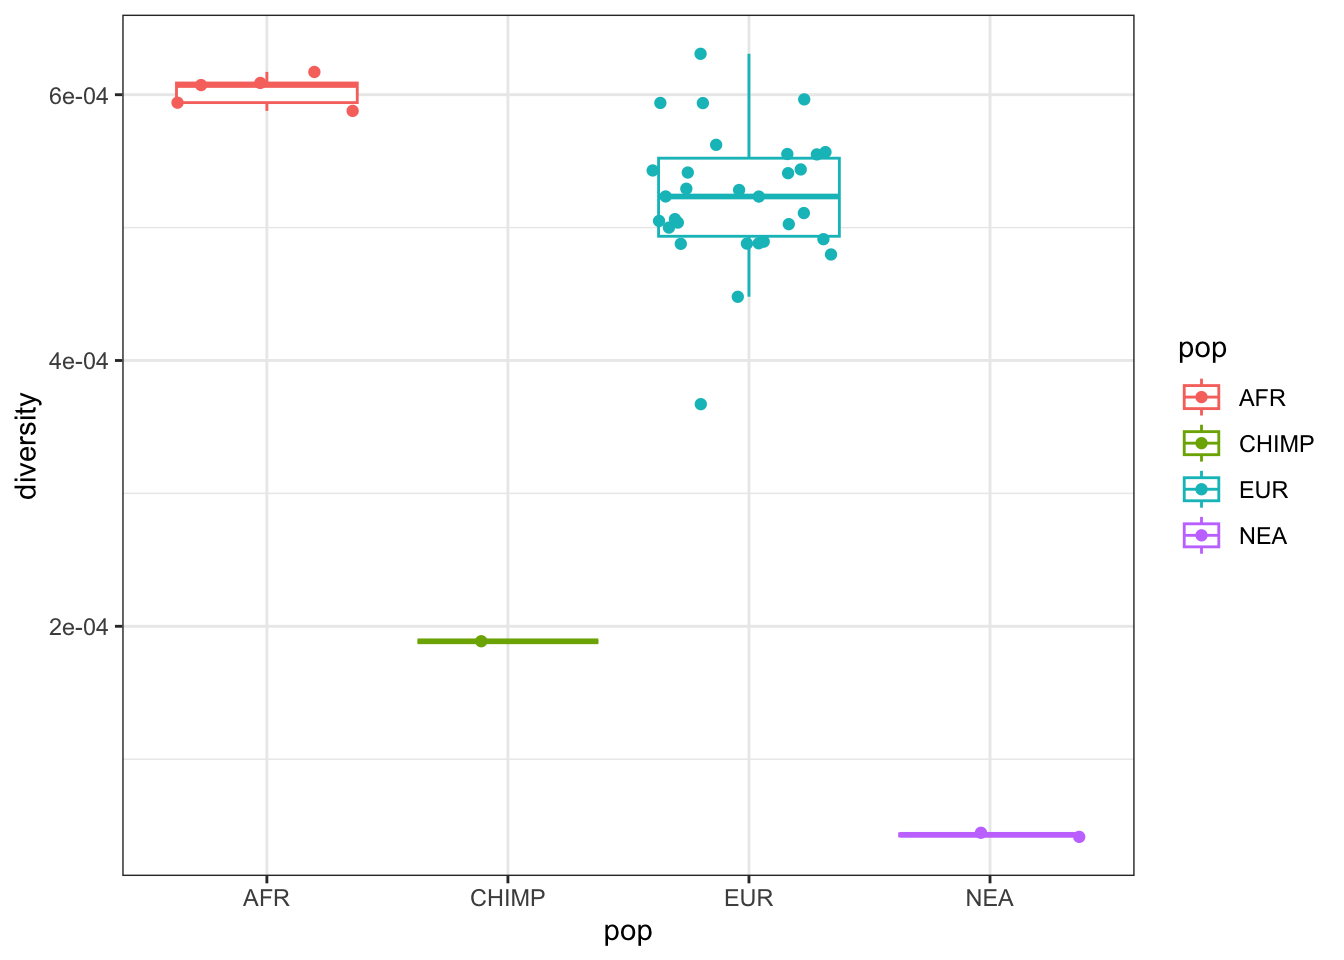 6e-04
4e-04
2e-04
diversity
AFR
CHIMP
EUR
NEA
pop
pop
AFR
CHIMP
EUR
NEA